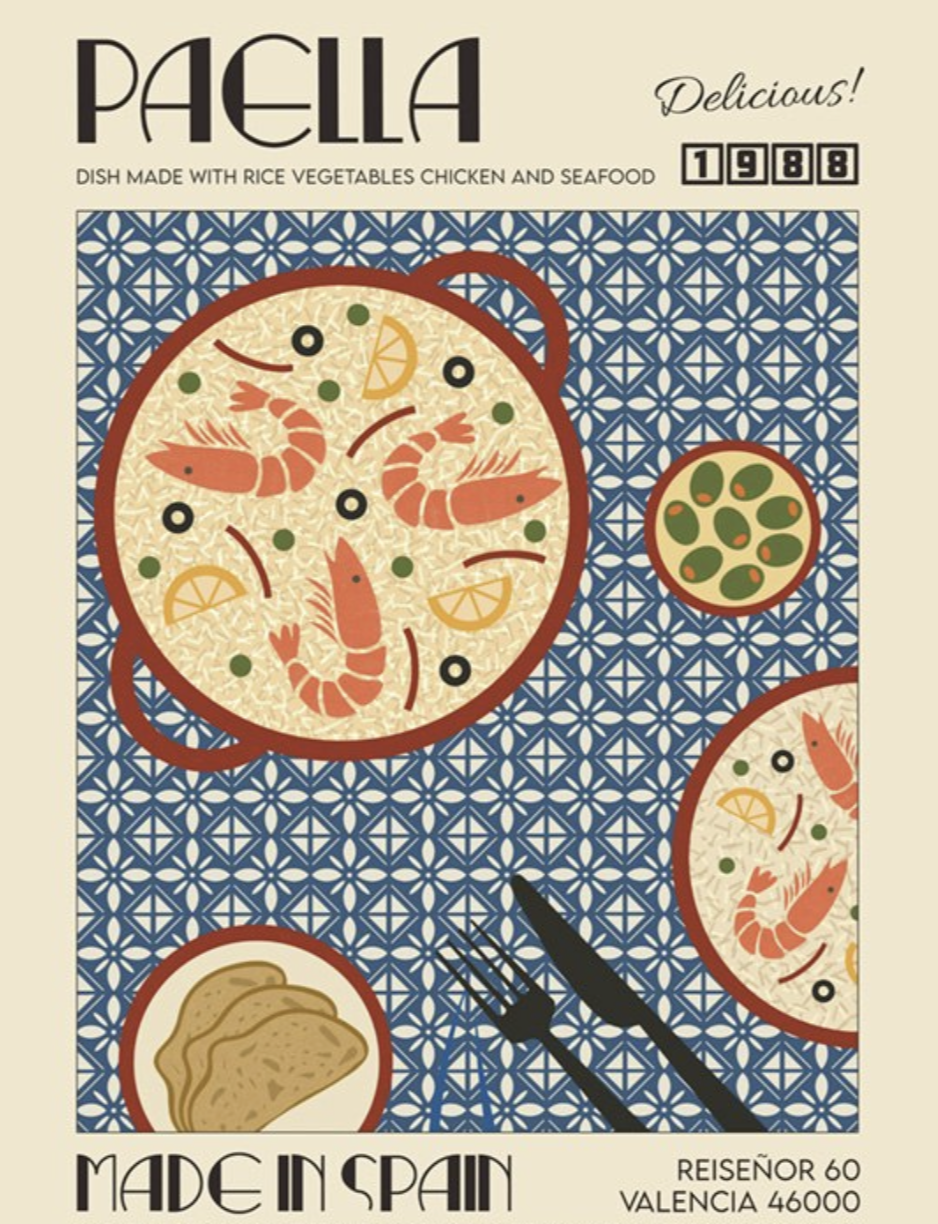 PAELLA
Delicious!
1988
DISH MADE WITH RICE VEGETABLES CHICKEN AND SEAFOOD
MADE IN SPAIN
REISEÑOR 60
VALENCIA 46000